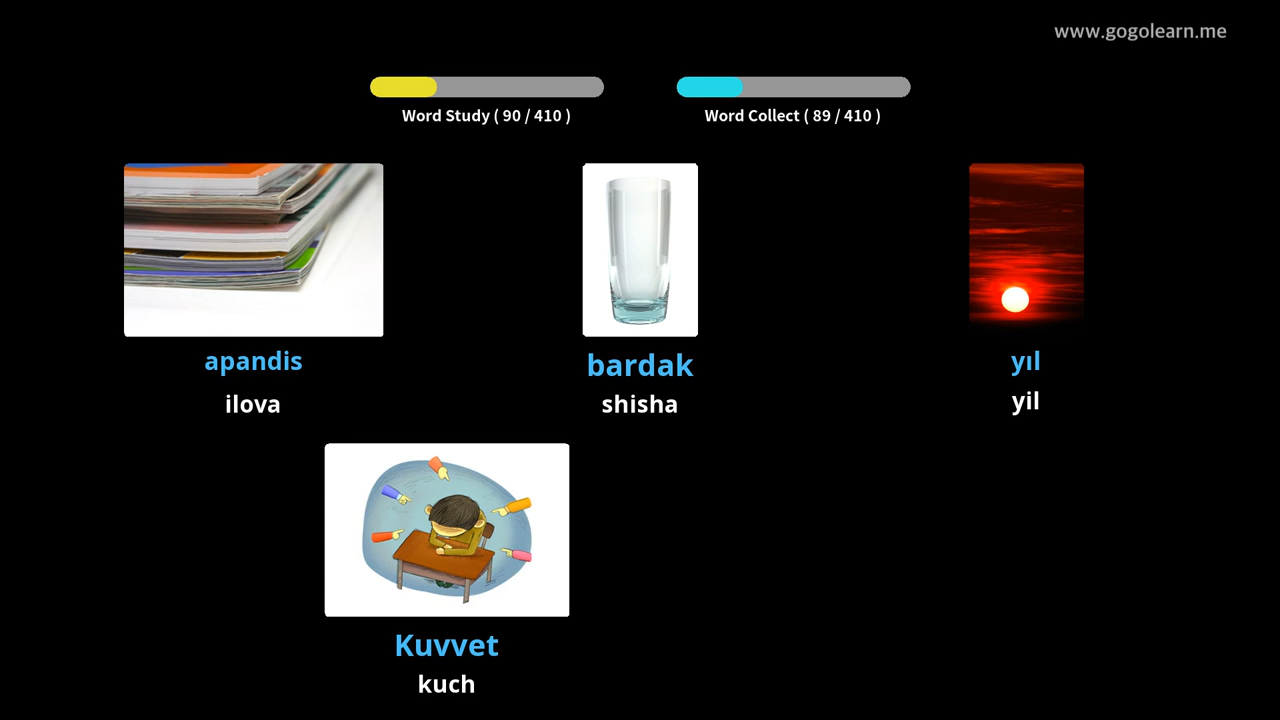 www.gogolearn.me
Word Study ( 90 / 410 )
Word Collect ( 89 / 410 )
apandis
ilova
bardak
shisha
yıl
yil
Kuvvet
kuch